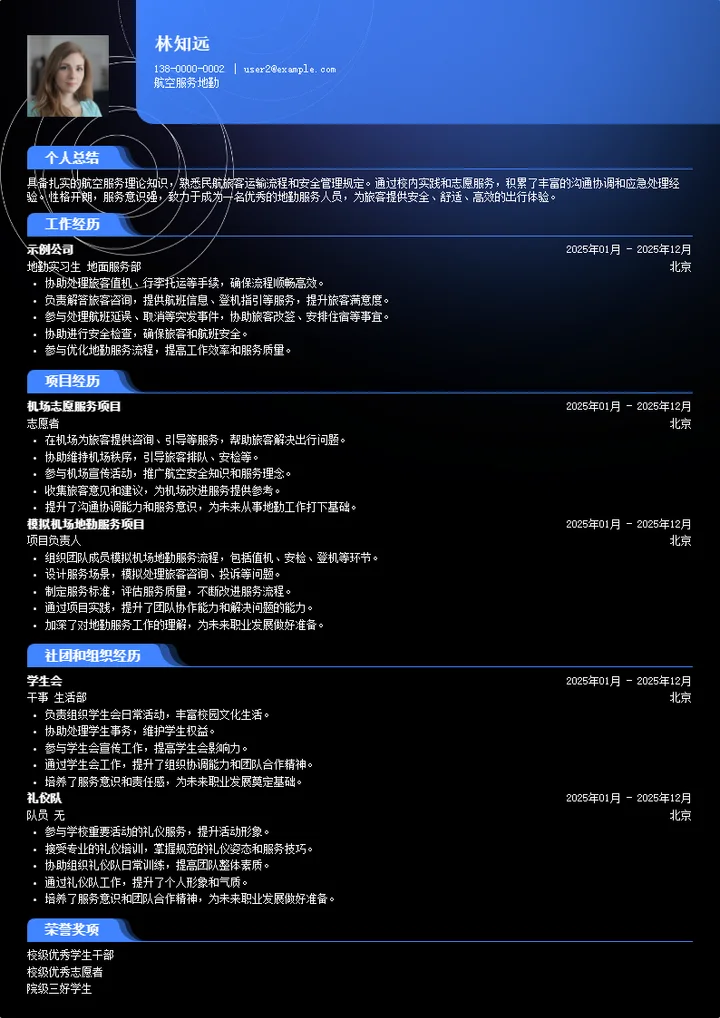 林知远
138-0000-0002 | user2@example.com
航空服务地勤
个人总结
具备扎实的航空服务理论知识，熟悉民航旅客运输流程和安全管理规定。通过校内实践和志愿服务，积累了丰富的沟通协调和应急处理经
验。性格开朗，服务意识强，致力于成为一名优秀的地勤服务人员，为旅客提供安全、舒适、高效的出行体验。
工作经历
示例公司 2025年01月 - 2025年12月
地勤实习生 地面服务部 北京
• 协助处理旅客值机、行李托运等手续，确保流程顺畅高效。
• 负责解答旅客咨询，提供航班信息、登机指引等服务，提升旅客满意度。
• 参与处理航班延误、取消等突发事件，协助旅客改签、安排住宿等事宜。
• 协助进行安全检查，确保旅客和航班安全。
• 参与优化地勤服务流程，提高工作效率和服务质量。
项目经历
机场志愿服务项目 2025年01月 - 2025年12月
志愿者 北京
• 在机场为旅客提供咨询、引导等服务，帮助旅客解决出行问题。
• 协助维持机场秩序，引导旅客排队、安检等。
• 参与机场宣传活动，推广航空安全知识和服务理念。
• 收集旅客意见和建议，为机场改进服务提供参考。
• 提升了沟通协调能力和服务意识，为未来从事地勤工作打下基础。
模拟机场地勤服务项目 2025年01月 - 2025年12月
项目负责人 北京
• 组织团队成员模拟机场地勤服务流程，包括值机、安检、登机等环节。
• 设计服务场景，模拟处理旅客咨询、投诉等问题。
• 制定服务标准，评估服务质量，不断改进服务流程。
• 通过项目实践，提升了团队协作能力和解决问题的能力。
• 加深了对地勤服务工作的理解，为未来职业发展做好准备。
社团和组织经历
学生会 2025年01月 - 2025年12月
干事 生活部 北京
• 负责组织学生会日常活动，丰富校园文化生活。
• 协助处理学生事务，维护学生权益。
• 参与学生会宣传工作，提高学生会影响力。
• 通过学生会工作，提升了组织协调能力和团队合作精神。
• 培养了服务意识和责任感，为未来职业发展奠定基础。
礼仪队 2025年01月 - 2025年12月
队员 无 北京
• 参与学校重要活动的礼仪服务，提升活动形象。
• 接受专业的礼仪培训，掌握规范的礼仪姿态和服务技巧。
• 协助组织礼仪队日常训练，提高团队整体素质。
• 通过礼仪队工作，提升了个人形象和气质。
• 培养了服务意识和团队合作精神，为未来职业发展做好准备。
荣誉奖项
校级优秀学生干部
校级优秀志愿者
院级三好学生